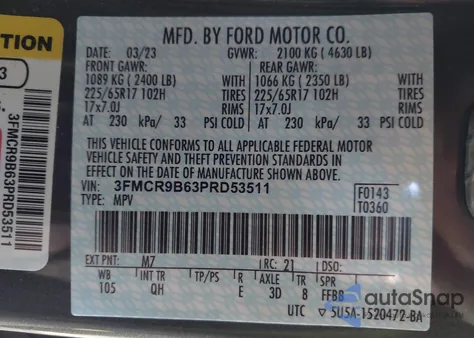 TION
3
3FMCR9B63PRD53511
MFD. BY FORD MOTOR CO.
DATE: 03/23 GVWR: 2100 KG ( 4630 LB)
FRONT GAWR: REAR GAWR:
1089 KG ( 2400 LB) 1066 KG ( 2350 LB)
225/65R17 102H TIRES 225/65R17 102H TIRES
17x7.0J RIMS 17x7.0J RIMS
AT 230 kPa/ 33 PSI COLD AT 230 kPa/ 33 PSI COLD
THIS VEHICLE CONFORMS TO ALL APPLICABLE FEDERAL MOTOR
VEHICLE SAFETY AND THEFT PREVENTION STANDARDS IN
EFFECT ON THE DATE OF MANUFACTURE SHOWN ABOVE.
VIN: 3FMCR9B63PRD53511
TYPE: MPV
F0143
T0360
EXT PNT: M7 RC: 21 DSO:
WB INT TR TP/PS R AXLE TR SPR
105 QH E 3D 8 FFBB
UTC 5U5A-1520472-BA
autoSnap